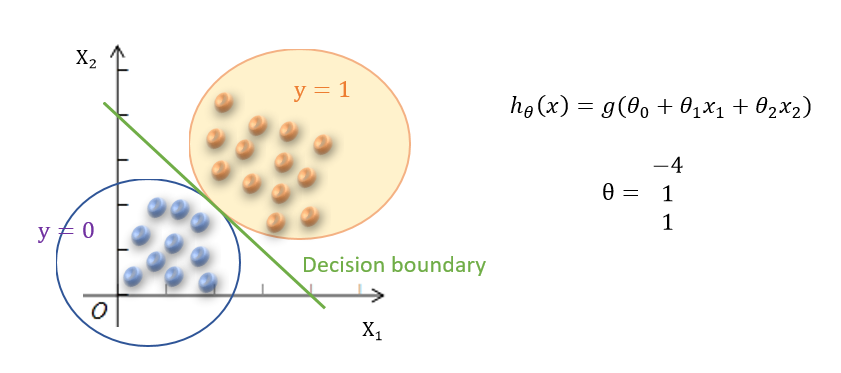 X₂
y = 1
y = 0
Decision boundary
O
X₁
hθ(x) = g(θ₀ + θ₁x₁ + θ₂x₂)
−4
θ = 1
1